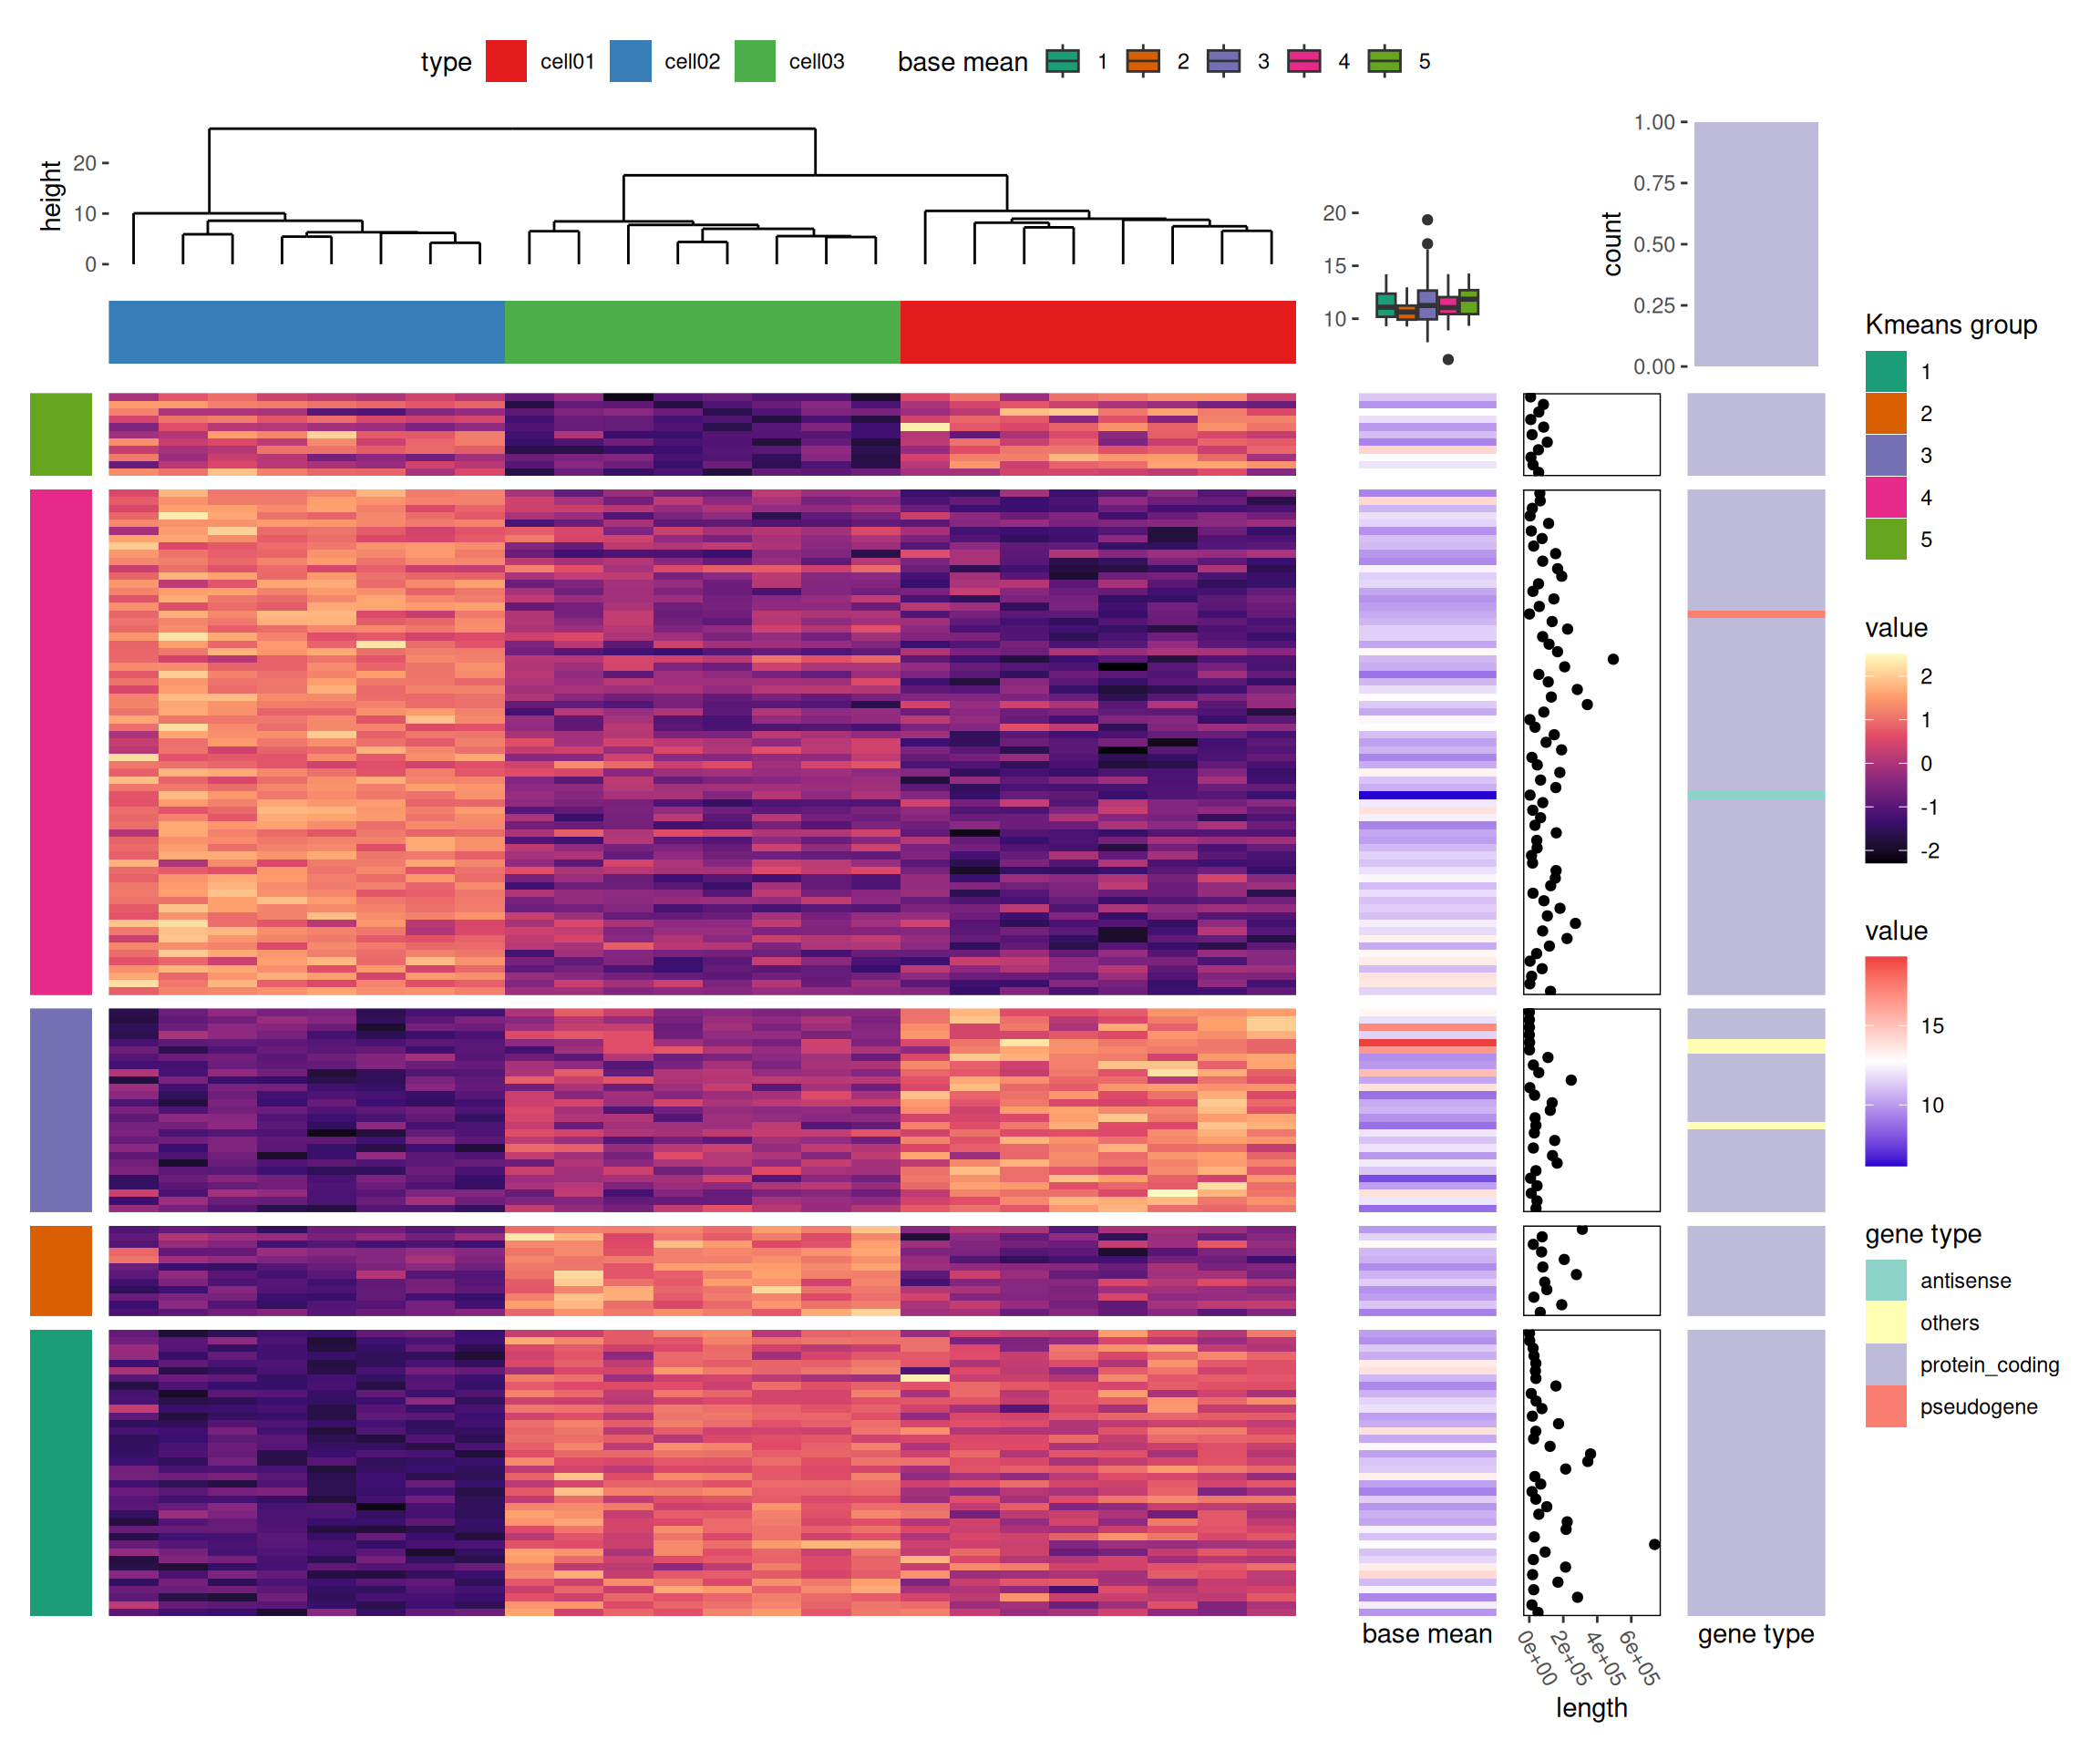 type cell01 cell02 cell03 base mean 1 2 3 4 5
height
20
10
0
20
15
10
count
1.00
0.75
0.50
0.25
0.00
Kmeans group
1
2
3
4
5
value
2
1
0
-1
-2
value
15
10
gene type
antisense
others
protein_coding
pseudogene
base mean
0e+00
2e+05
4e+05
6e+05
length
gene type